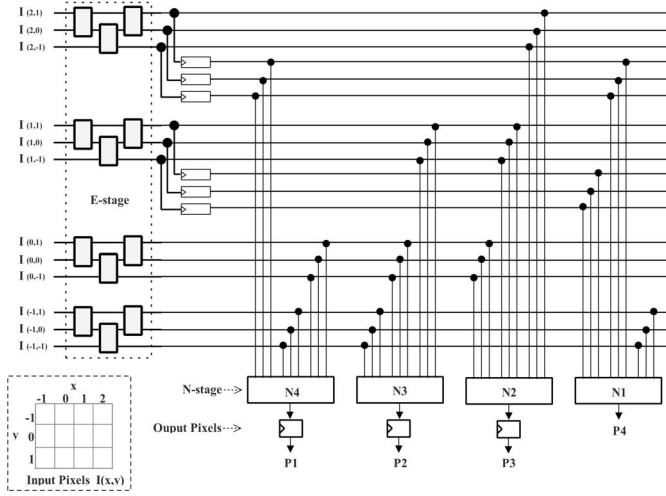 I (2,1)
I (2,0)
I (2,-1)
I (1,1)
I (1,0)
I (1,-1)
E-stage
I (0,1)
I (0,0)
I (0,-1)
I (-1,1)
I (-1,0)
I (-1,-1)
N-stage N4 N3 N2 N1
Ouput Pixels
P4
P1 P2 P3
x
-1 0 1 2
-1
y 0
1
Input Pixels I(x,y)